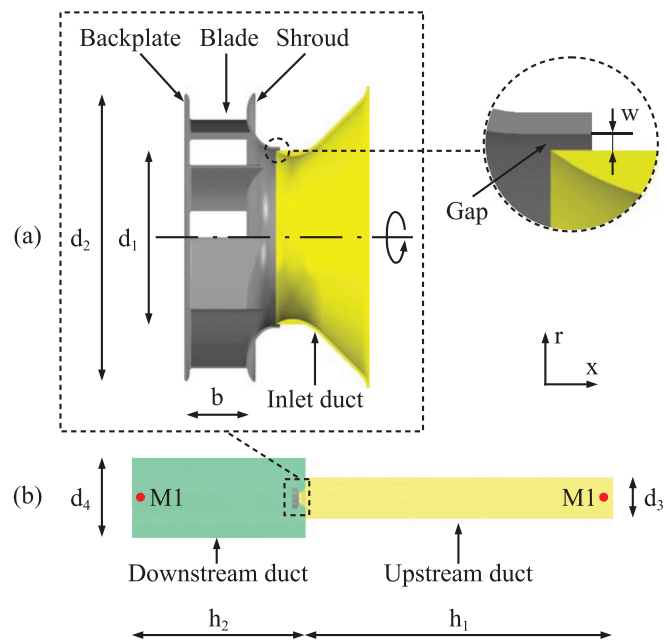 Backplate Blade Shroud
w
Gap
(a)
d2
d1
r
x
b
Inlet duct
(b)
d4
M1
M1
d3
Downstream duct
Upstream duct
h2
h1